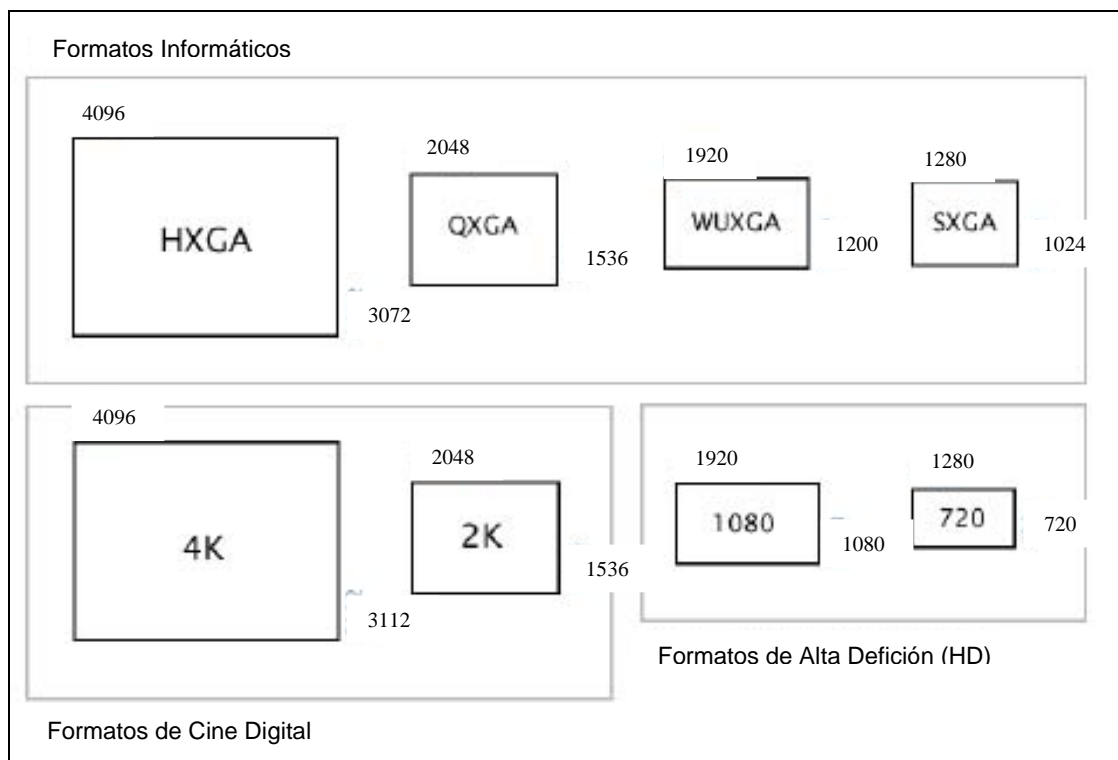 Formatos Informáticos
4096
2048
1920
1280
HXGA
QXGA
WUXGA
SXGA
1536
1200
1024
3072
4096
2048
1920
1280
4K
2K
1080
720
1536
1080
720
3112
Formatos de Alta Defición (HD)
Formatos de Cine Digital